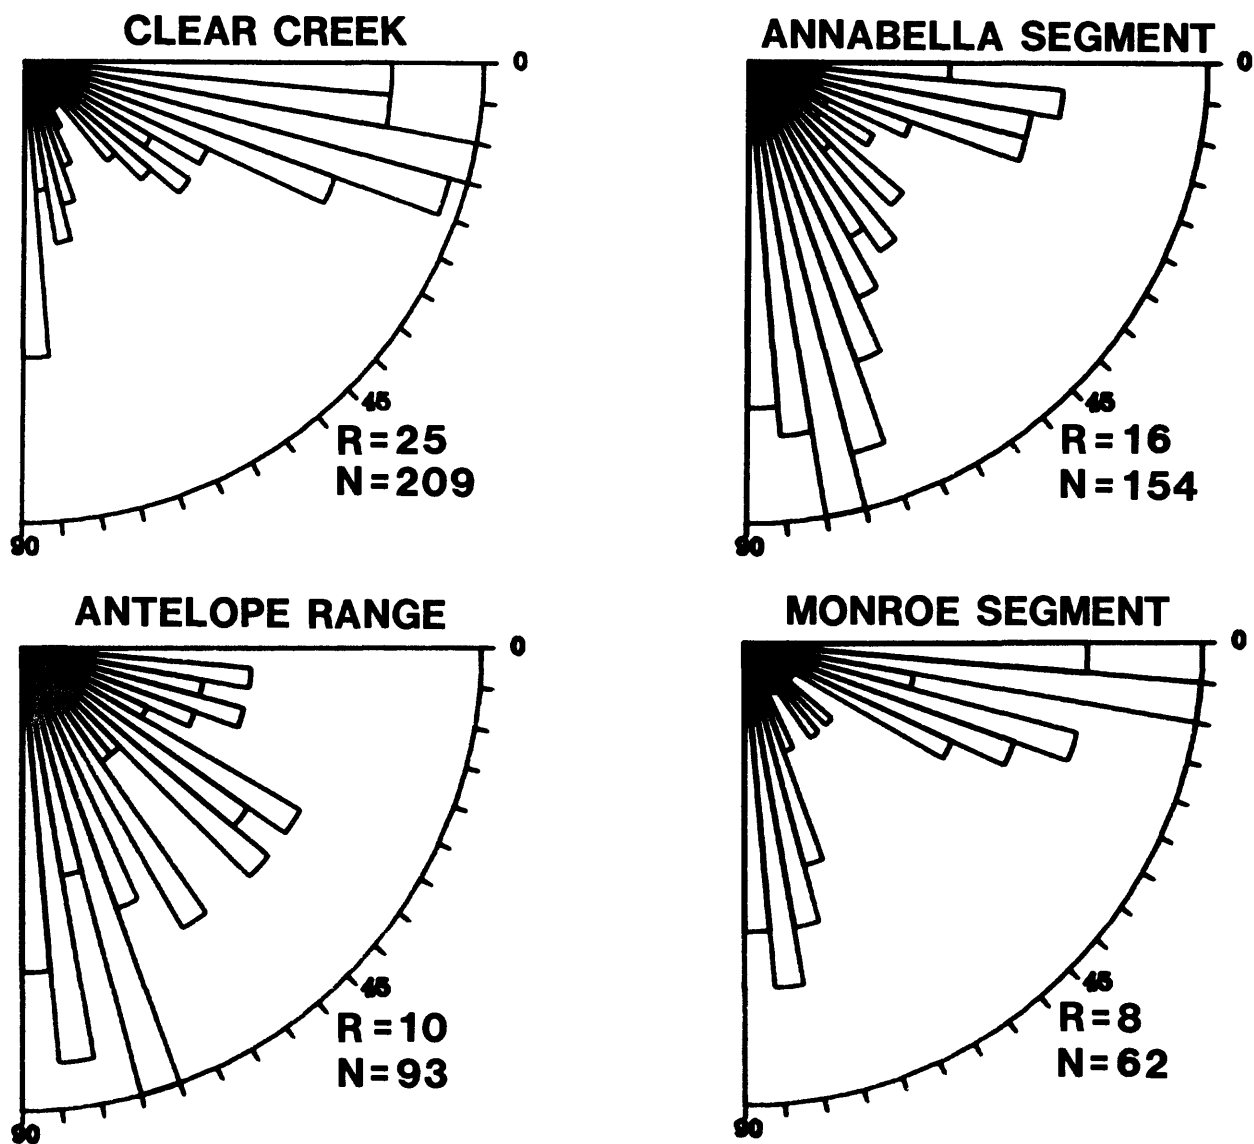 CLEAR CREEK
0
45
R=25
N=209
90
ANNABELLA SEGMENT
0
45
R=16
N=154
90
ANTELOPE RANGE
0
45
R=10
N=93
90
MONROE SEGMENT
0
45
R=8
N=62
90